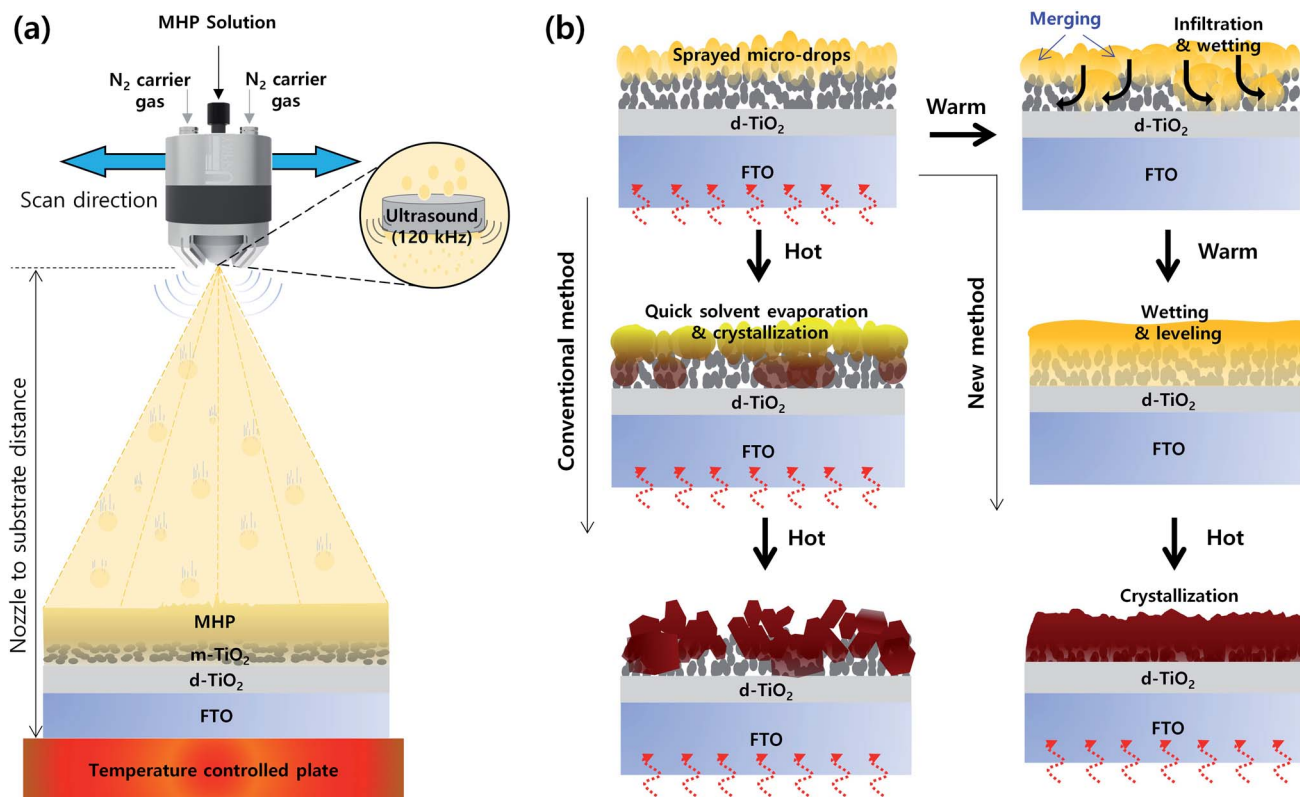 (a)
MHP Solution
N₂ carrier
gas
N₂ carrier
gas
Scan direction
Ultrasound
(120 kHz)
Nozzle to substrate distance
MHP
m-TiO₂
d-TiO₂
FTO
Temperature controlled plate
(b)
Sprayed micro-drops
d-TiO₂
FTO
Warm
Merging
Infiltration
& wetting
d-TiO₂
FTO
Conventional method
Hot
Quick solvent evaporation
& crystallization
d-TiO₂
FTO
Hot
d-TiO₂
FTO
New method
Warm
Wetting
& leveling
d-TiO₂
FTO
Hot
Crystallization
d-TiO₂
FTO